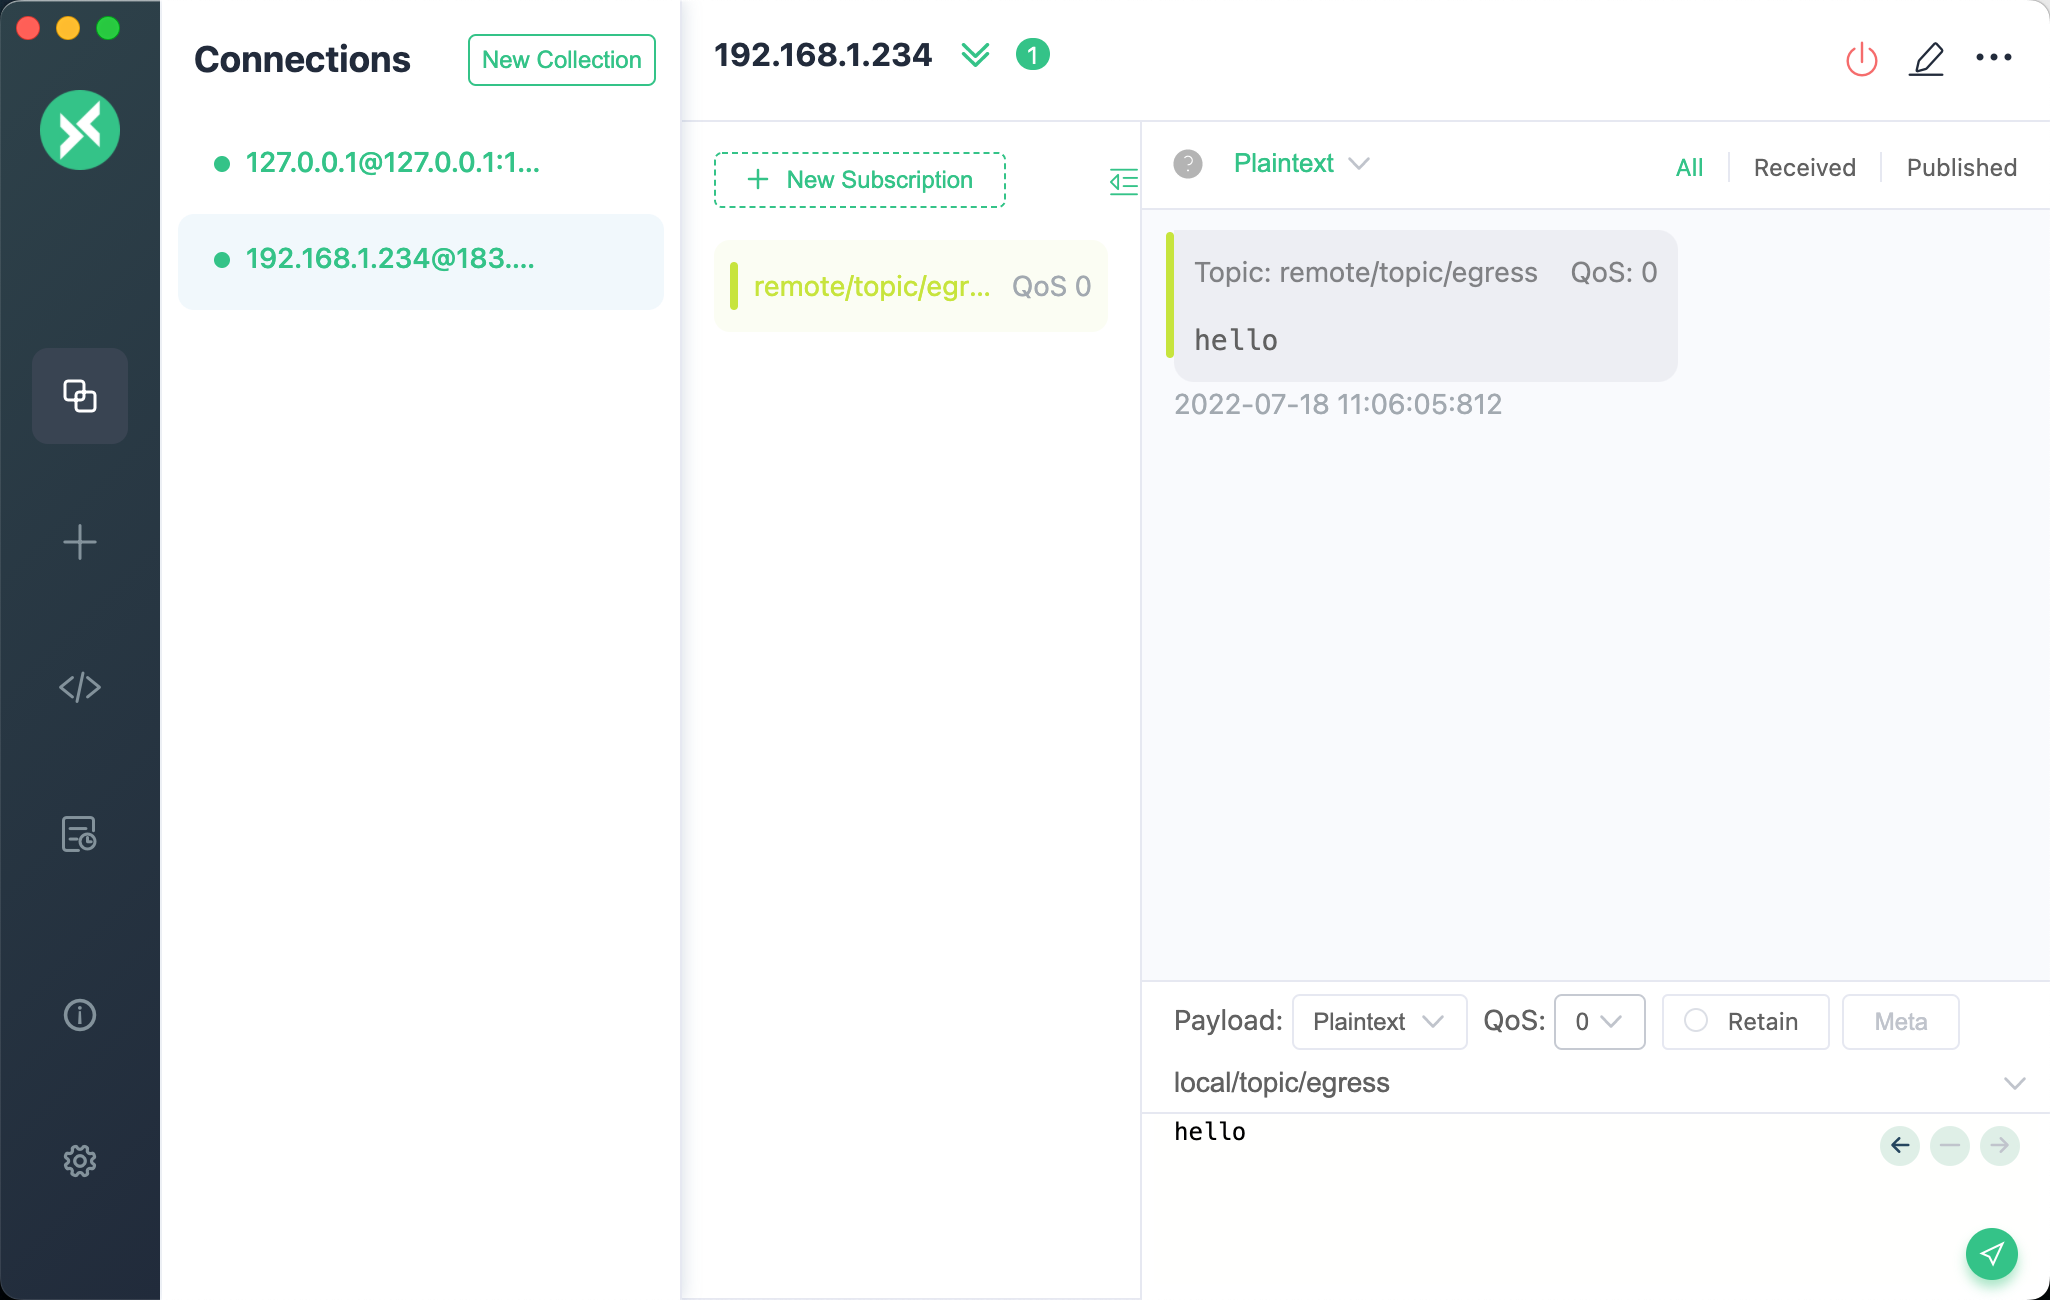 Connections
New Collection
127.0.0.1@127.0.0.1:1...
192.168.1.234@183....
192.168.1.234
1
New Subscription
remote/topic/egr... QoS 0
? Plaintext
All Received Published
Topic: remote/topic/egress QoS: 0
hello
2022-07-18 11:06:05:812
Payload: Plaintext QoS: 0 Retain Meta
local/topic/egress
hello